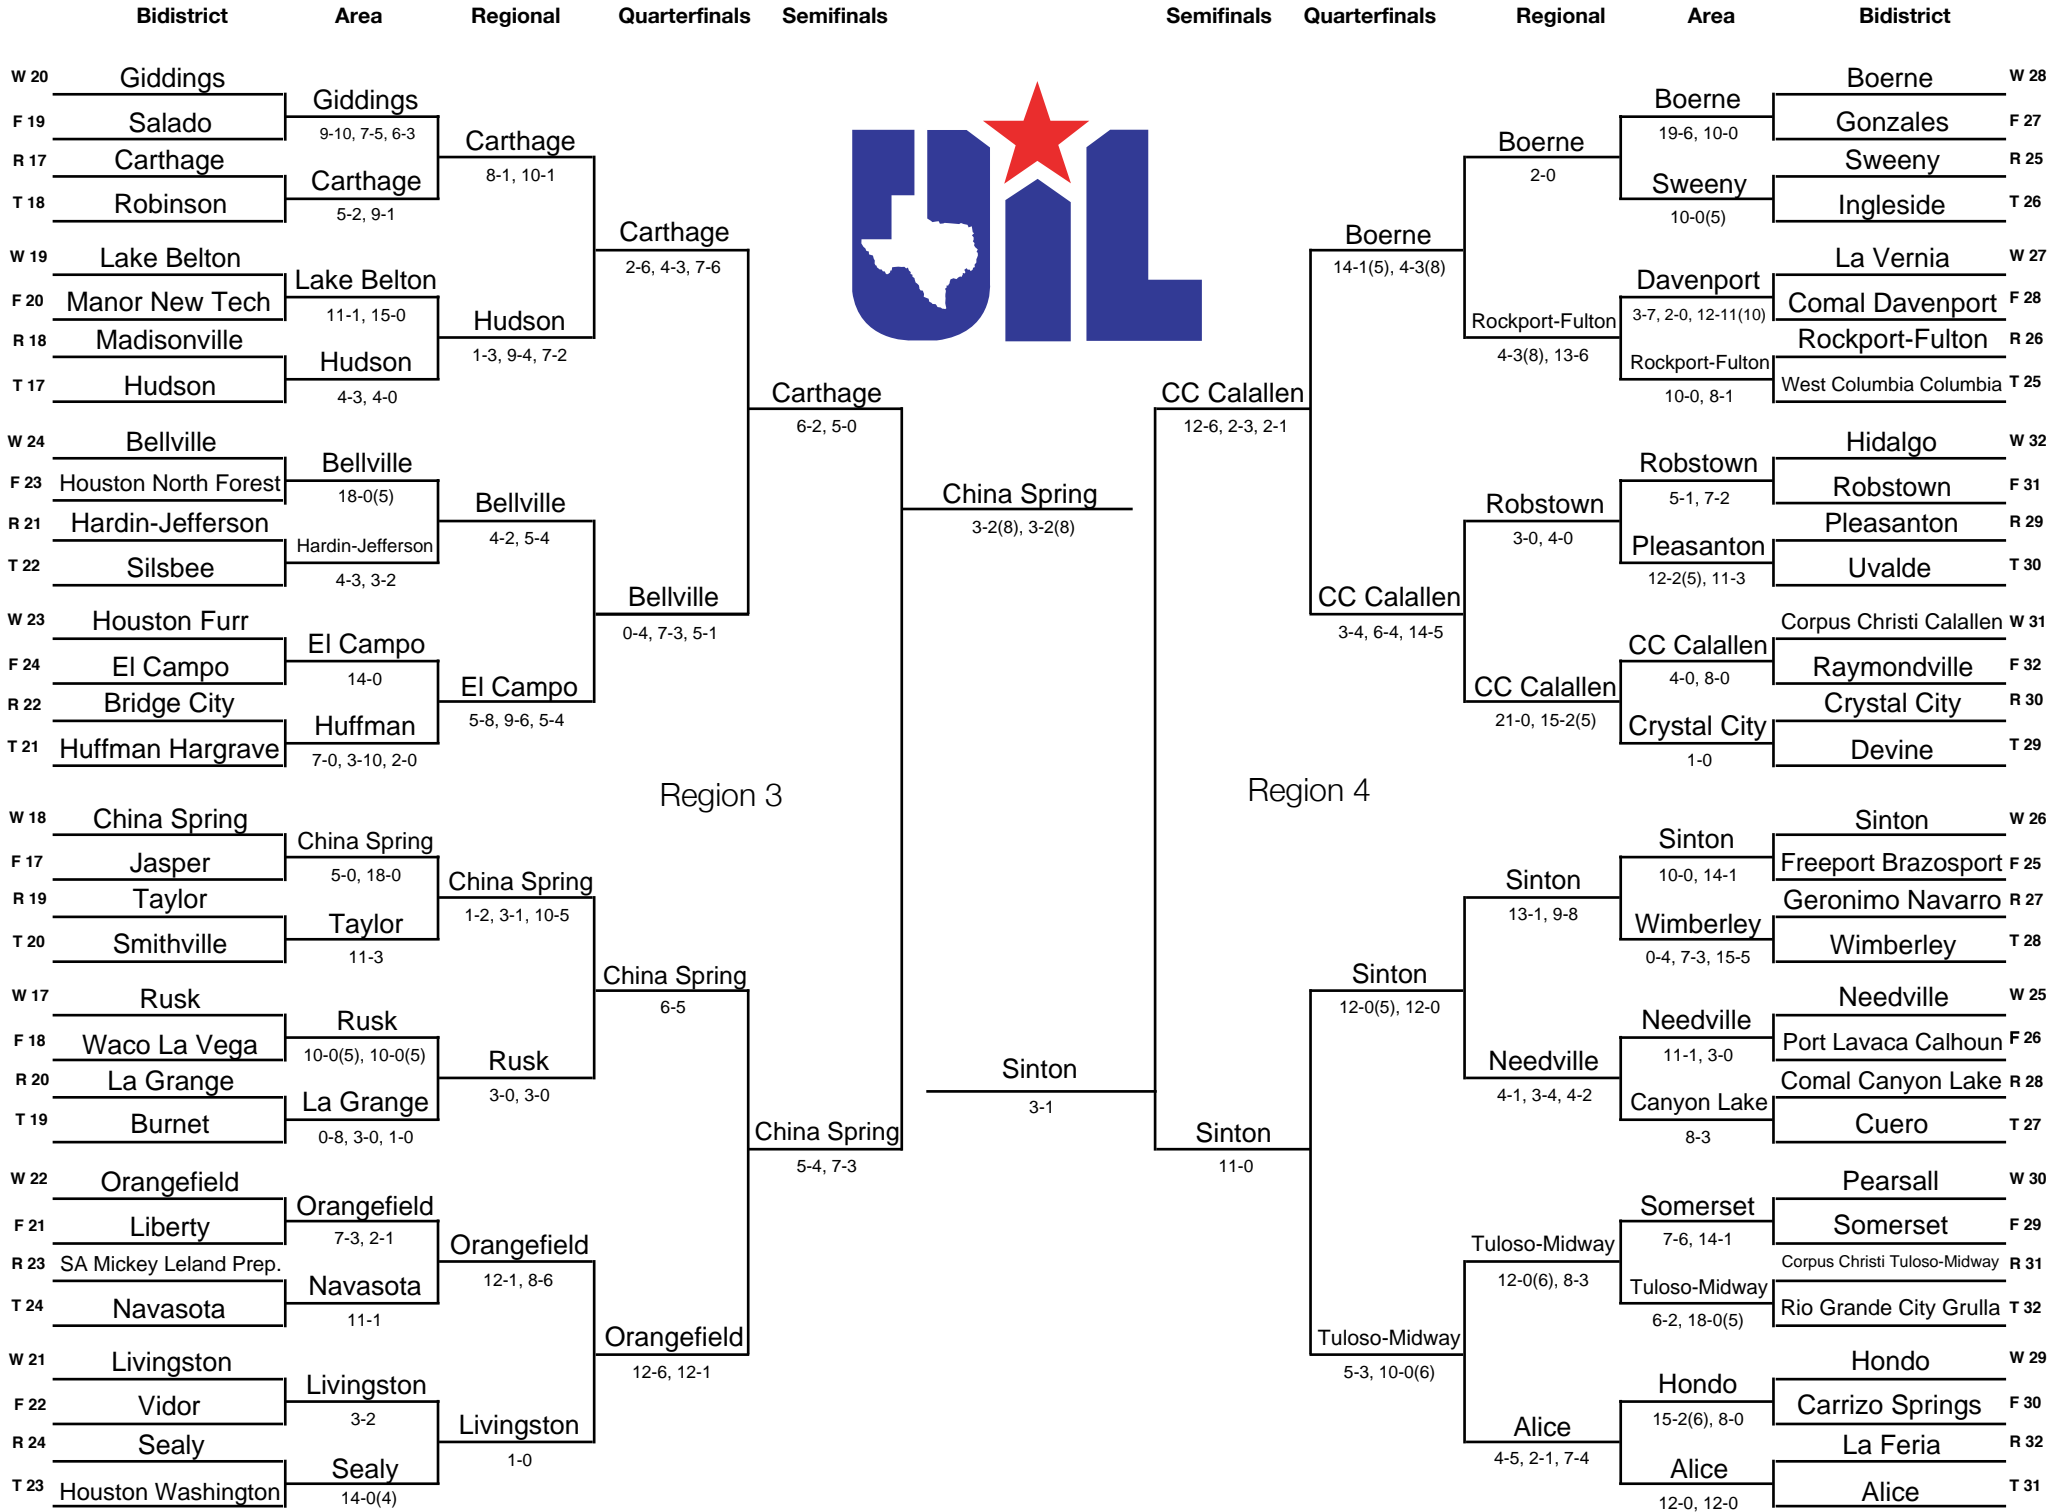 Bidistrict Area Regional Quarterfinals Semifinals Semifinals Quarterfinals Regional Area Bidistrict
W 20 Giddings
Giddings
F 19 Salado
9-10, 7-5, 6-3
Carthage
8-1, 10-1
R 17 Carthage
Carthage
T 18 Robinson
5-2, 9-1
Carthage
2-6, 4-3, 7-6
W 19 Lake Belton
Lake Belton
F 20 Manor New Tech
11-1, 15-0
Hudson
1-3, 9-4, 7-2
R 18 Madisonville
Hudson
T 17 Hudson
4-3, 4-0
Carthage
6-2, 5-0
W 24 Bellville
Bellville
F 23 Houston North Forest
18-0(5)
Bellville
4-2, 5-4
R 21 Hardin-Jefferson
Hardin-Jefferson
T 22 Silsbee
4-3, 3-2
Bellville
0-4, 7-3, 5-1
W 23 Houston Furr
El Campo
F 24 El Campo
14-0
El Campo
5-8, 9-6, 5-4
R 22 Bridge City
Huffman
T 21 Huffman Hargrave
7-0, 3-10, 2-0
China Spring
3-2(8), 3-2(8)
Region 3
W 18 China Spring
China Spring
F 17 Jasper
5-0, 18-0
China Spring
1-2, 3-1, 10-5
R 19 Taylor
Taylor
T 20 Smithville
11-3
China Spring
6-5
W 17 Rusk
Rusk
F 18 Waco La Vega
10-0(5), 10-0(5)
Rusk
3-0, 3-0
R 20 La Grange
La Grange
T 19 Burnet
0-8, 3-0, 1-0
China Spring
5-4, 7-3
W 22 Orangefield
Orangefield
F 21 Liberty
7-3, 2-1
Orangefield
12-1, 8-6
R 23 SA Mickey Leland Prep.
Navasota
T 24 Navasota
11-1
Orangefield
12-6, 12-1
W 21 Livingston
Livingston
F 22 Vidor
3-2
Livingston
1-0
R 24 Sealy
Sealy
T 23 Houston Washington
14-0(4)
UIL
Boerne W 28
Boerne
Gonzales F 27
19-6, 10-0
Boerne
2-0
Sweeny R 25
Sweeny
Ingleside T 26
10-0(5)
Boerne
14-1(5), 4-3(8)
La Vernia W 27
Davenport
Comal Davenport F 28
3-7, 2-0, 12-11(10)
Rockport-Fulton
4-3(8), 13-6
Rockport-Fulton R 26
Rockport-Fulton
West Columbia Columbia T 25
10-0, 8-1
CC Calallen
12-6, 2-3, 2-1
Hidalgo W 32
Robstown
Robstown F 31
5-1, 7-2
Robstown
3-0, 4-0
Pleasanton R 29
Pleasanton
Uvalde T 30
12-2(5), 11-3
CC Calallen
3-4, 6-4, 14-5
Corpus Christi Calallen W 31
CC Calallen
Raymondville F 32
4-0, 8-0
CC Calallen
21-0, 15-2(5)
Crystal City R 30
Crystal City
Devine T 29
1-0
Region 4
Sinton
3-1
Sinton W 26
Sinton
Freeport Brazosport F 25
10-0, 14-1
Sinton
13-1, 9-8
Geronimo Navarro R 27
Wimberley
Wimberley T 28
0-4, 7-3, 15-5
Sinton
12-0(5), 12-0
Needville W 25
Needville
Port Lavaca Calhoun F 26
11-1, 3-0
Needville
4-1, 3-4, 4-2
Comal Canyon Lake R 28
Canyon Lake
Cuero T 27
8-3
Sinton
11-0
Pearsall W 30
Somerset
Somerset F 29
7-6, 14-1
Tuloso-Midway
12-0(6), 8-3
Corpus Christi Tuloso-Midway R 31
Tuloso-Midway
Rio Grande City Grulla T 32
6-2, 18-0(5)
Tuloso-Midway
5-3, 10-0(6)
Hondo W 29
Hondo
Carrizo Springs F 30
15-2(6), 8-0
Alice
4-5, 2-1, 7-4
La Feria R 32
Alice
Alice T 31
12-0, 12-0